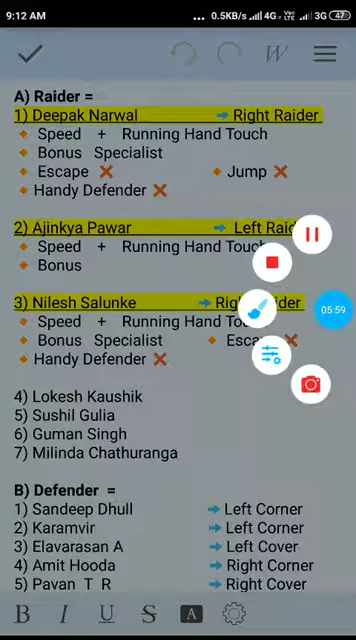 9:12 AM ... 0.5KB/s 4G VoLTE 3G 47
W
A) Raider =
1) Deepak Narwal Right Raider
Speed + Running Hand Touch
Bonus Specialist
Escape Jump
Handy Defender
2) Ajinkya Pawar Left Raid
Speed + Running Hand Touch
Bonus
3) Nilesh Salunke Rig ider
Speed + Running Hand Tou
Bonus Specialist Esca
Handy Defender
05:59
4) Lokesh Kaushik
5) Sushil Gulia
6) Guman Singh
7) Milinda Chathuranga
B) Defender =
1) Sandeep Dhull Left Corner
2) Karamvir Left Corner
3) Elavarasan A Left Cover
4) Amit Hooda Right Corner
5) Pavan T R Right Cover
B I U S A